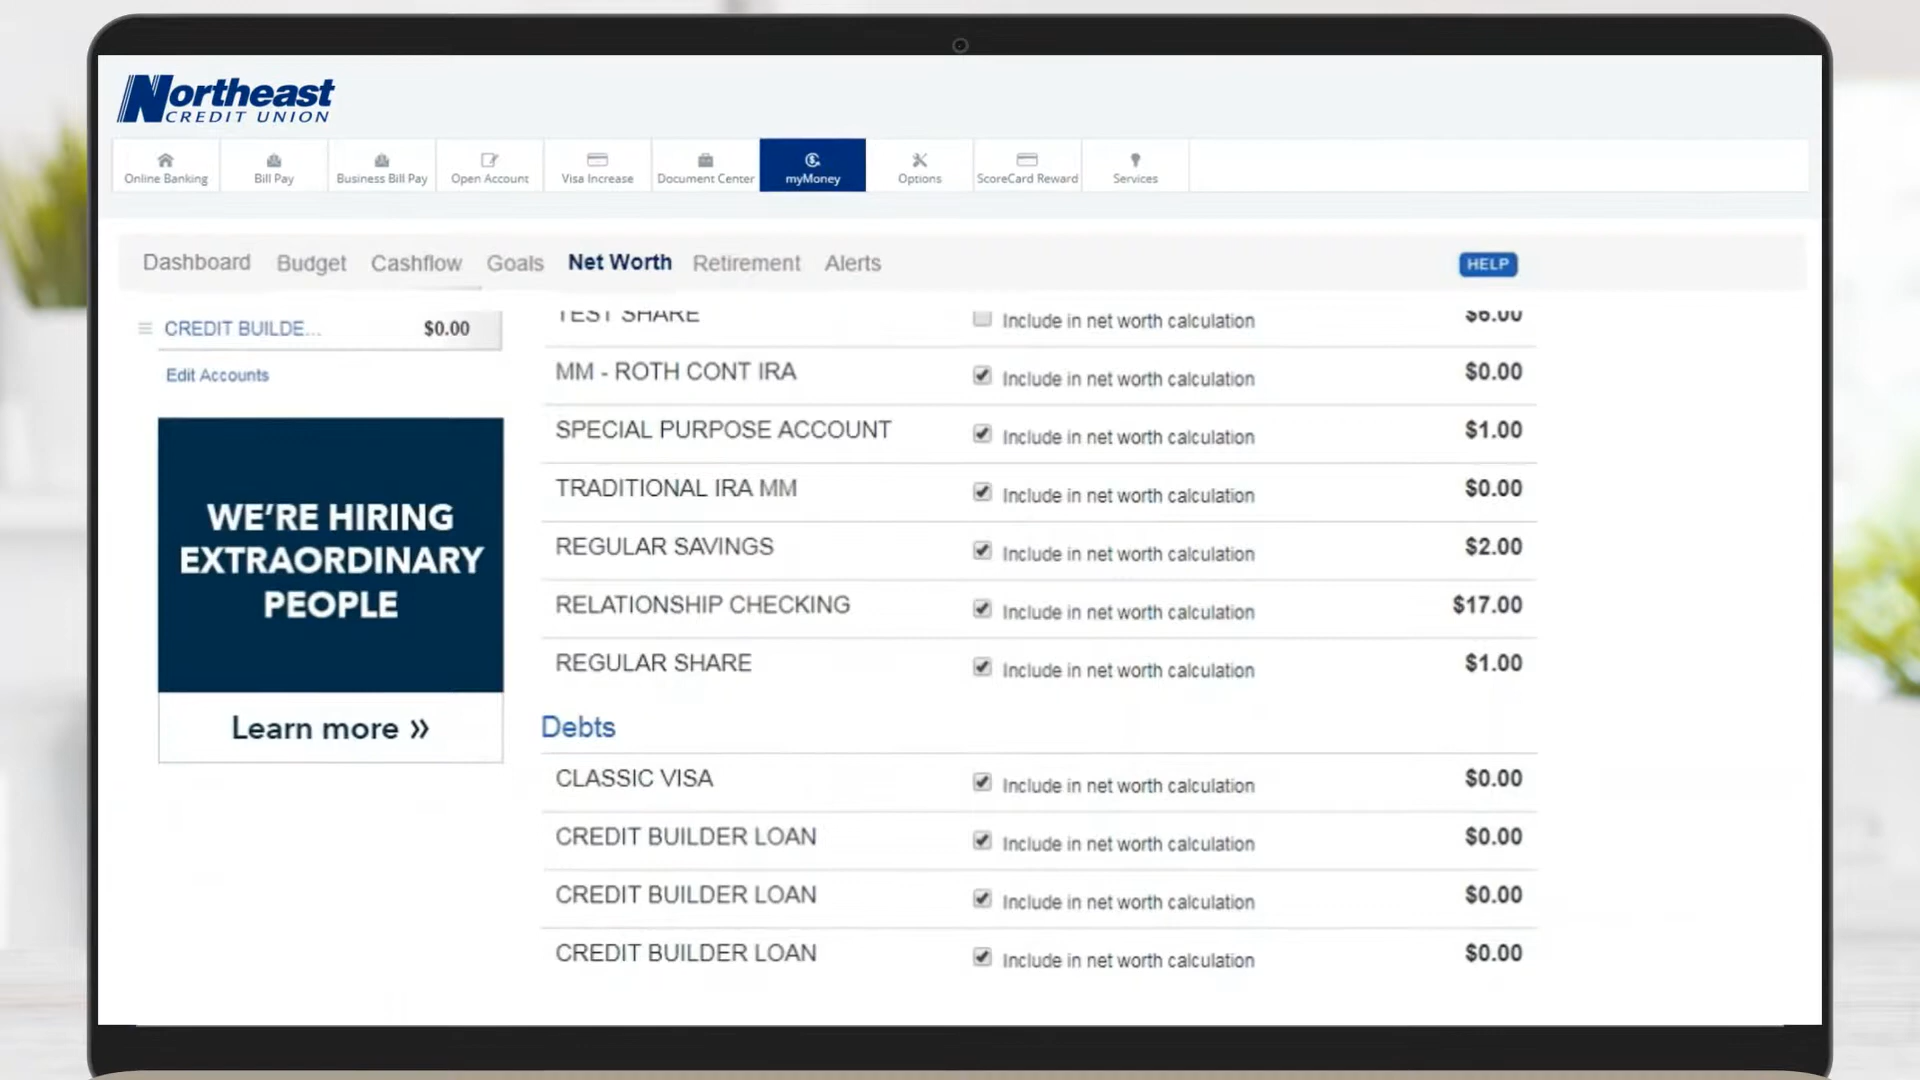 Northeast
CREDIT UNION
Online Banking
Bill Pay
Business Bill Pay
Open Account
Visa Increase
Document Center
myMoney
Options
ScoreCard Reward
Services
Dashboard
Budget
Cashflow
Goals
Net Worth
Retirement
Alerts
HELP
CREDIT BUILDE... $0.00
Edit Accounts
WE'RE HIRING
EXTRAORDINARY
PEOPLE
Learn more »
TEST SHARE Include in net worth calculation $6.00
MM - ROTH CONT IRA Include in net worth calculation $0.00
SPECIAL PURPOSE ACCOUNT Include in net worth calculation $1.00
TRADITIONAL IRA MM Include in net worth calculation $0.00
REGULAR SAVINGS Include in net worth calculation $2.00
RELATIONSHIP CHECKING Include in net worth calculation $17.00
REGULAR SHARE Include in net worth calculation $1.00
Debts
CLASSIC VISA Include in net worth calculation $0.00
CREDIT BUILDER LOAN Include in net worth calculation $0.00
CREDIT BUILDER LOAN Include in net worth calculation $0.00
CREDIT BUILDER LOAN Include in net worth calculation $0.00